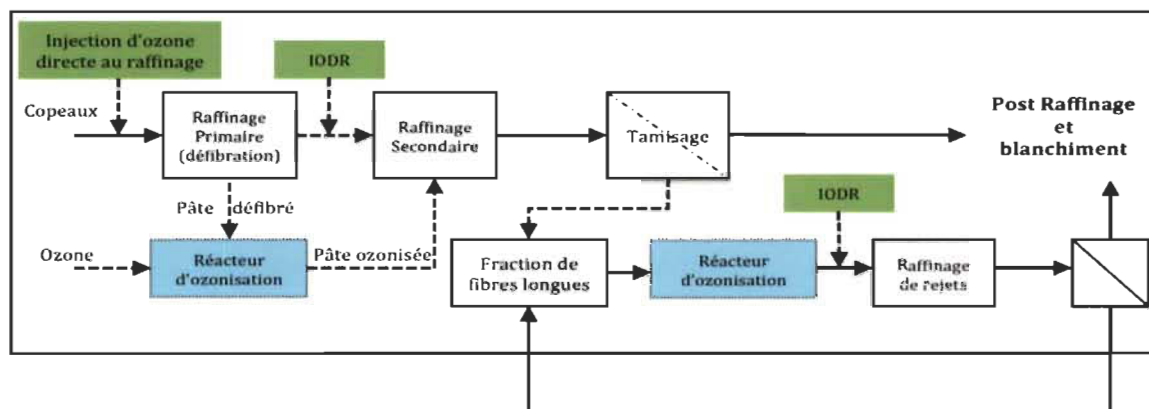 Injection d'ozone
directe au raffinage
IODR
Copeaux
Raffinage
Primaire
(défibration)
Raffinage
Secondaire
Tamisage
Post Raffinage
et
blanchiment
Pâte défibré
IODR
Ozone
Réacteur
d'ozonisation
Pâte ozonisée
Fraction de
fibres longues
Réacteur
d'ozonisation
Raffinage
de rejets